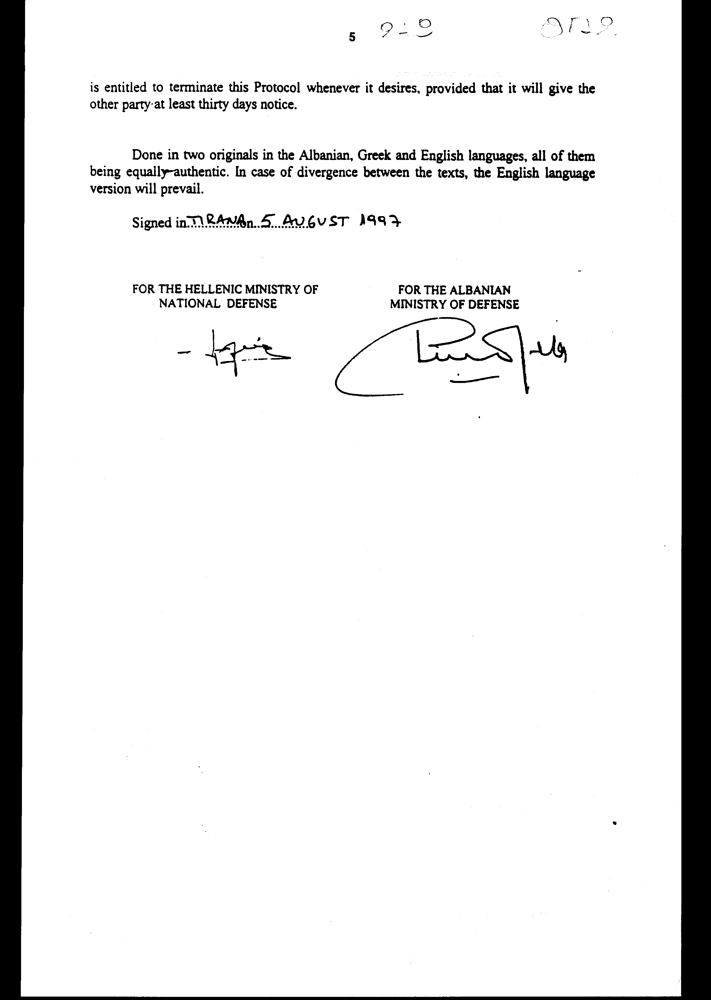 5
is entitled to terminate this Protocol whenever it desires, provided that it will give the
other party at least thirty days notice.
Done in two originals in the Albanian, Greek and English languages, all of them
being equally authentic. In case of divergence between the texts, the English language
version will prevail.
Signed in TIRANA on 5 AUGUST 1997
FOR THE HELLENIC MINISTRY OF
NATIONAL DEFENSE
FOR THE ALBANIAN
MINISTRY OF DEFENSE